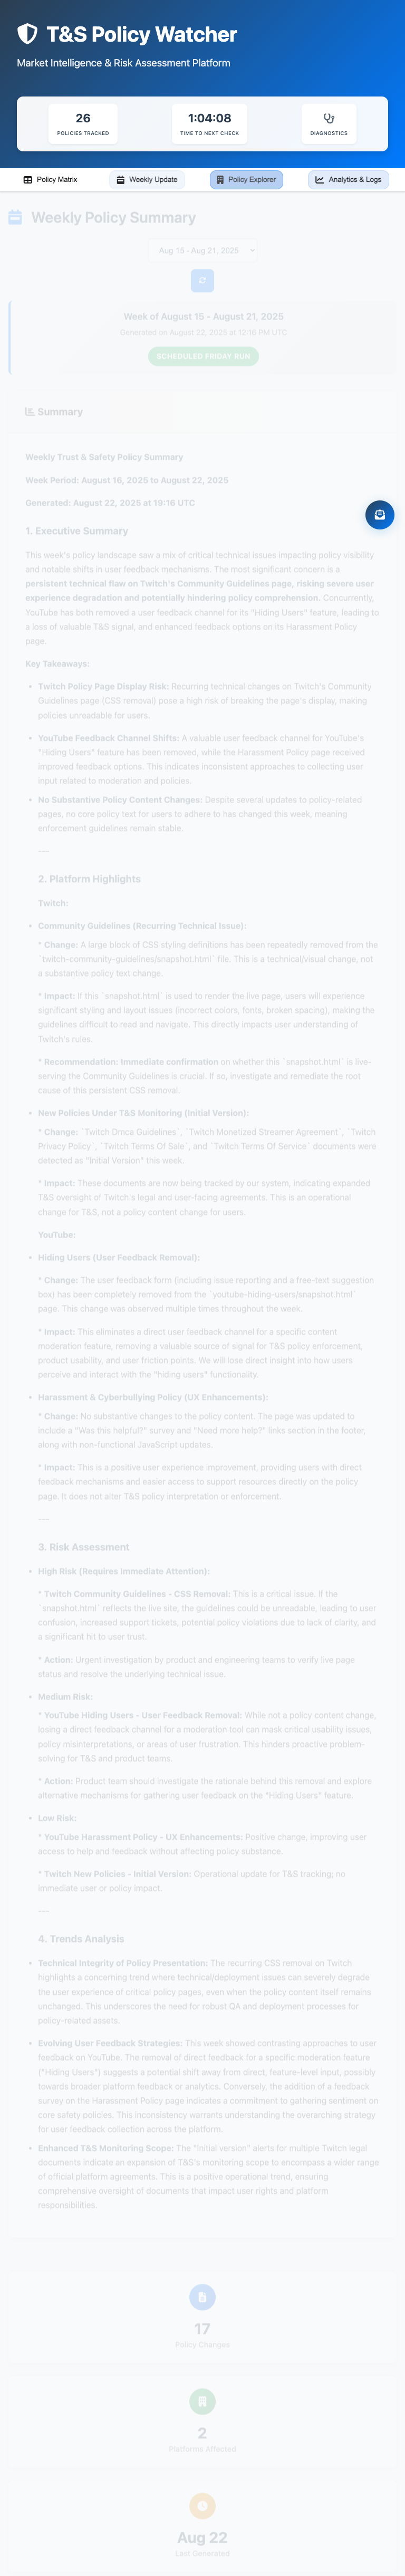 T&S Policy Watcher
Market Intelligence & Risk Assessment Platform
26
POLICIES TRACKED
1:04:08
TIME TO NEXT CHECK
DIAGNOSTICS
Policy Matrix
Weekly Update
Policy Explorer
Analytics & Logs
Weekly Policy Summary
Aug 15 - Aug 21, 2025
Week of August 15 - August 21, 2025
Generated on August 22, 2025 at 12:16 PM UTC
SCHEDULED FRIDAY RUN
Summary
Weekly Trust & Safety Policy Summary
Week Period: August 16, 2025 to August 22, 2025
Generated: August 22, 2025 at 19:16 UTC
1. Executive Summary
This week's policy landscape saw a mix of critical technical issues impacting policy visibility
and notable shifts in user feedback mechanisms. The most significant concern is a
persistent technical flaw on Twitch's Community Guidelines page, risking severe user
experience degradation and potentially hindering policy comprehension. Concurrently,
YouTube has both removed a user feedback channel for its "Hiding Users" feature, leading to
a loss of valuable T&S signal, and enhanced feedback options on its Harassment Policy
page.
Key Takeaways:
• Twitch Policy Page Display Risk: Recurring technical changes on Twitch's Community
Guidelines page (CSS removal) pose a high risk of breaking the page's display, making
policies unreadable for users.
• YouTube Feedback Channel Shifts: A valuable user feedback channel for YouTube's
"Hiding Users" feature has been removed, while the Harassment Policy page received
improved feedback options. This indicates inconsistent approaches to collecting user
input related to moderation and policies.
• No Substantive Policy Content Changes: Despite several updates to policy-related
pages, no core policy text for users to adhere to has changed this week, meaning
enforcement guidelines remain stable.
---
2. Platform Highlights
Twitch:
• Community Guidelines (Recurring Technical Issue):
* Change: A large block of CSS styling definitions has been repeatedly removed from the
`twitch-community-guidelines/snapshot.html` file. This is a technical/visual change, not
a substantive policy text change.
* Impact: If this `snapshot.html` is used to render the live page, users will experience
significant styling and layout issues (incorrect colors, fonts, broken spacing), making the
guidelines difficult to read and navigate. This directly impacts user understanding of
Twitch's rules.
* Recommendation: Immediate confirmation on whether this `snapshot.html` is live-
serving the Community Guidelines is crucial. If so, investigate and remediate the root
cause of this persistent CSS removal.
• New Policies Under T&S Monitoring (Initial Version):
* Change: `Twitch Dmca Guidelines`, `Twitch Monetized Streamer Agreement`, `Twitch
Privacy Policy`, `Twitch Terms Of Sale`, and `Twitch Terms Of Service` documents were
detected as "Initial Version" this week.
* Impact: These documents are now being tracked by our system, indicating expanded
T&S oversight of Twitch's legal and user-facing agreements. This is an operational
change for T&S, not a policy content change for users.
YouTube:
• Hiding Users (User Feedback Removal):
* Change: The user feedback form (including issue reporting and a free-text suggestion
box) has been completely removed from the `youtube-hiding-users/snapshot.html`
page. This change was observed multiple times throughout the week.
* Impact: This eliminates a direct user feedback channel for a specific content
moderation feature, removing a valuable source of signal for T&S policy enforcement,
product usability, and user friction points. We will lose direct insight into how users
perceive and interact with the "hiding users" functionality.
• Harassment & Cyberbullying Policy (UX Enhancements):
* Change: No substantive changes to the policy content. The page was updated to
include a "Was this helpful?" survey and "Need more help?" links section in the footer,
along with non-functional JavaScript updates.
* Impact: This is a positive user experience improvement, providing users with direct
feedback mechanisms and easier access to support resources directly on the policy
page. It does not alter T&S policy interpretation or enforcement.
---
3. Risk Assessment
• High Risk (Requires Immediate Attention):
* Twitch Community Guidelines - CSS Removal: This is a critical issue. If the
`snapshot.html` reflects the live site, the guidelines could be unreadable, leading to user
confusion, increased support tickets, potential policy violations due to lack of clarity, and
a significant hit to user trust.
* Action: Urgent investigation by product and engineering teams to verify live page
status and resolve the underlying technical issue.
• Medium Risk:
* YouTube Hiding Users - User Feedback Removal: While not a policy content change,
losing a direct feedback channel for a moderation tool can mask critical usability issues,
policy misinterpretations, or areas of user frustration. This hinders proactive problem-
solving for T&S and product teams.
* Action: Product team should investigate the rationale behind this removal and explore
alternative mechanisms for gathering user feedback on the "Hiding Users" feature.
• Low Risk:
* YouTube Harassment Policy - UX Enhancements: Positive change, improving user
access to help and feedback without affecting policy substance.
* Twitch New Policies - Initial Version: Operational update for T&S tracking; no
immediate user or policy impact.
---
4. Trends Analysis
• Technical Integrity of Policy Presentation: The recurring CSS removal on Twitch
highlights a concerning trend where technical/deployment issues can severely degrade
the user experience of critical policy pages, even when the policy content itself remains
unchanged. This underscores the need for robust QA and deployment processes for
policy-related assets.
• Evolving User Feedback Strategies: This week showed contrasting approaches to user
feedback on YouTube. The removal of direct feedback for a specific moderation feature
("Hiding Users") suggests a potential shift away from direct, feature-level input, possibly
towards broader platform feedback or analytics. Conversely, the addition of a feedback
survey on the Harassment Policy page indicates a commitment to gathering sentiment on
core safety policies. This inconsistency warrants understanding the overarching strategy
for user feedback collection across the platform.
• Enhanced T&S Monitoring Scope: The "Initial version" alerts for multiple Twitch legal
documents indicate an expansion of T&S's monitoring scope to encompass a wider range
of official platform agreements. This is a positive operational trend, ensuring
comprehensive oversight of documents that impact user rights and platform
responsibilities.
17
Policy Changes
2
Platforms Affected
Aug 22
Last Generated